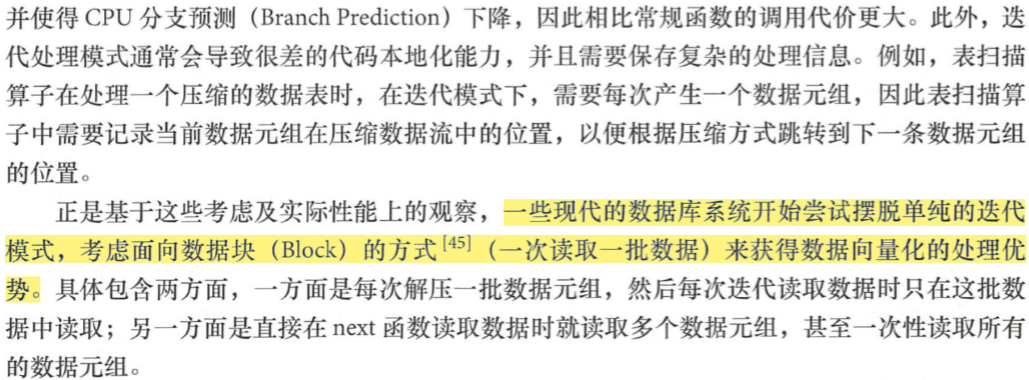 并使得 CPU 分支预测（Branch Prediction）下降，因此相比常规函数的调用代价更大。此外，迭
代处理模式通常会导致很差的代码本地化能力，并且需要保存复杂的处理信息。例如，表扫描
算子在处理一个压缩的数据表时，在迭代模式下，需要每次产生一个数据元组，因此表扫描算
子中需要记录当前数据元组在压缩数据流中的位置，以便根据压缩方式跳转到下一条数据元组
的位置。
正是基于这些考虑及实际性能上的观察，一些现代的数据库系统开始尝试摆脱单纯的迭代
模式，考虑面向数据块（Block）的方式[45]（一次读取一批数据）来获得数据向量化的处理优
势。具体包含两方面，一方面是每次解压一批数据元组，然后每次迭代读取数据时只在这批数
据中读取；另一方面是直接在 next 函数读取数据时就读取多个数据元组，甚至一次性读取所有
的数据元组。